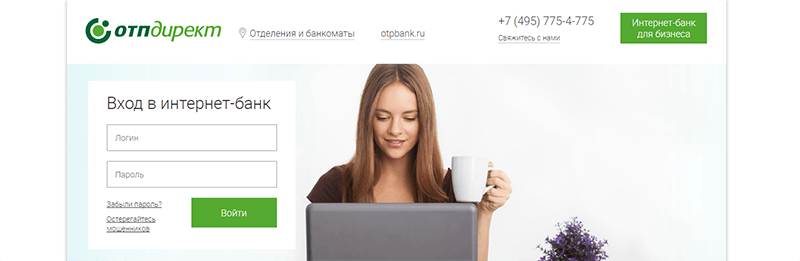 отпдирект
Отделения и банкоматы
otpbank.ru
+7 (495) 775-4-775
Свяжитесь с нами
Интернет-банк
для бизнеса
Вход в интернет-банк
Логин
Пароль
Забыли пароль?
Остерегайтесь
мошенников
Войти